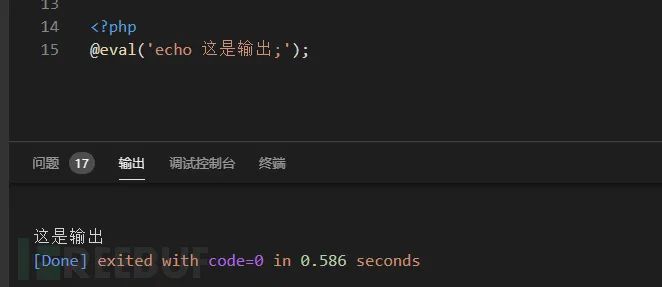 13
14 <?php
15 @eval('echo 这是输出;');
问题 17 输出 调试控制台 终端
这是输出
[Done] exited with code=0 in 0.586 seconds
REEBUF